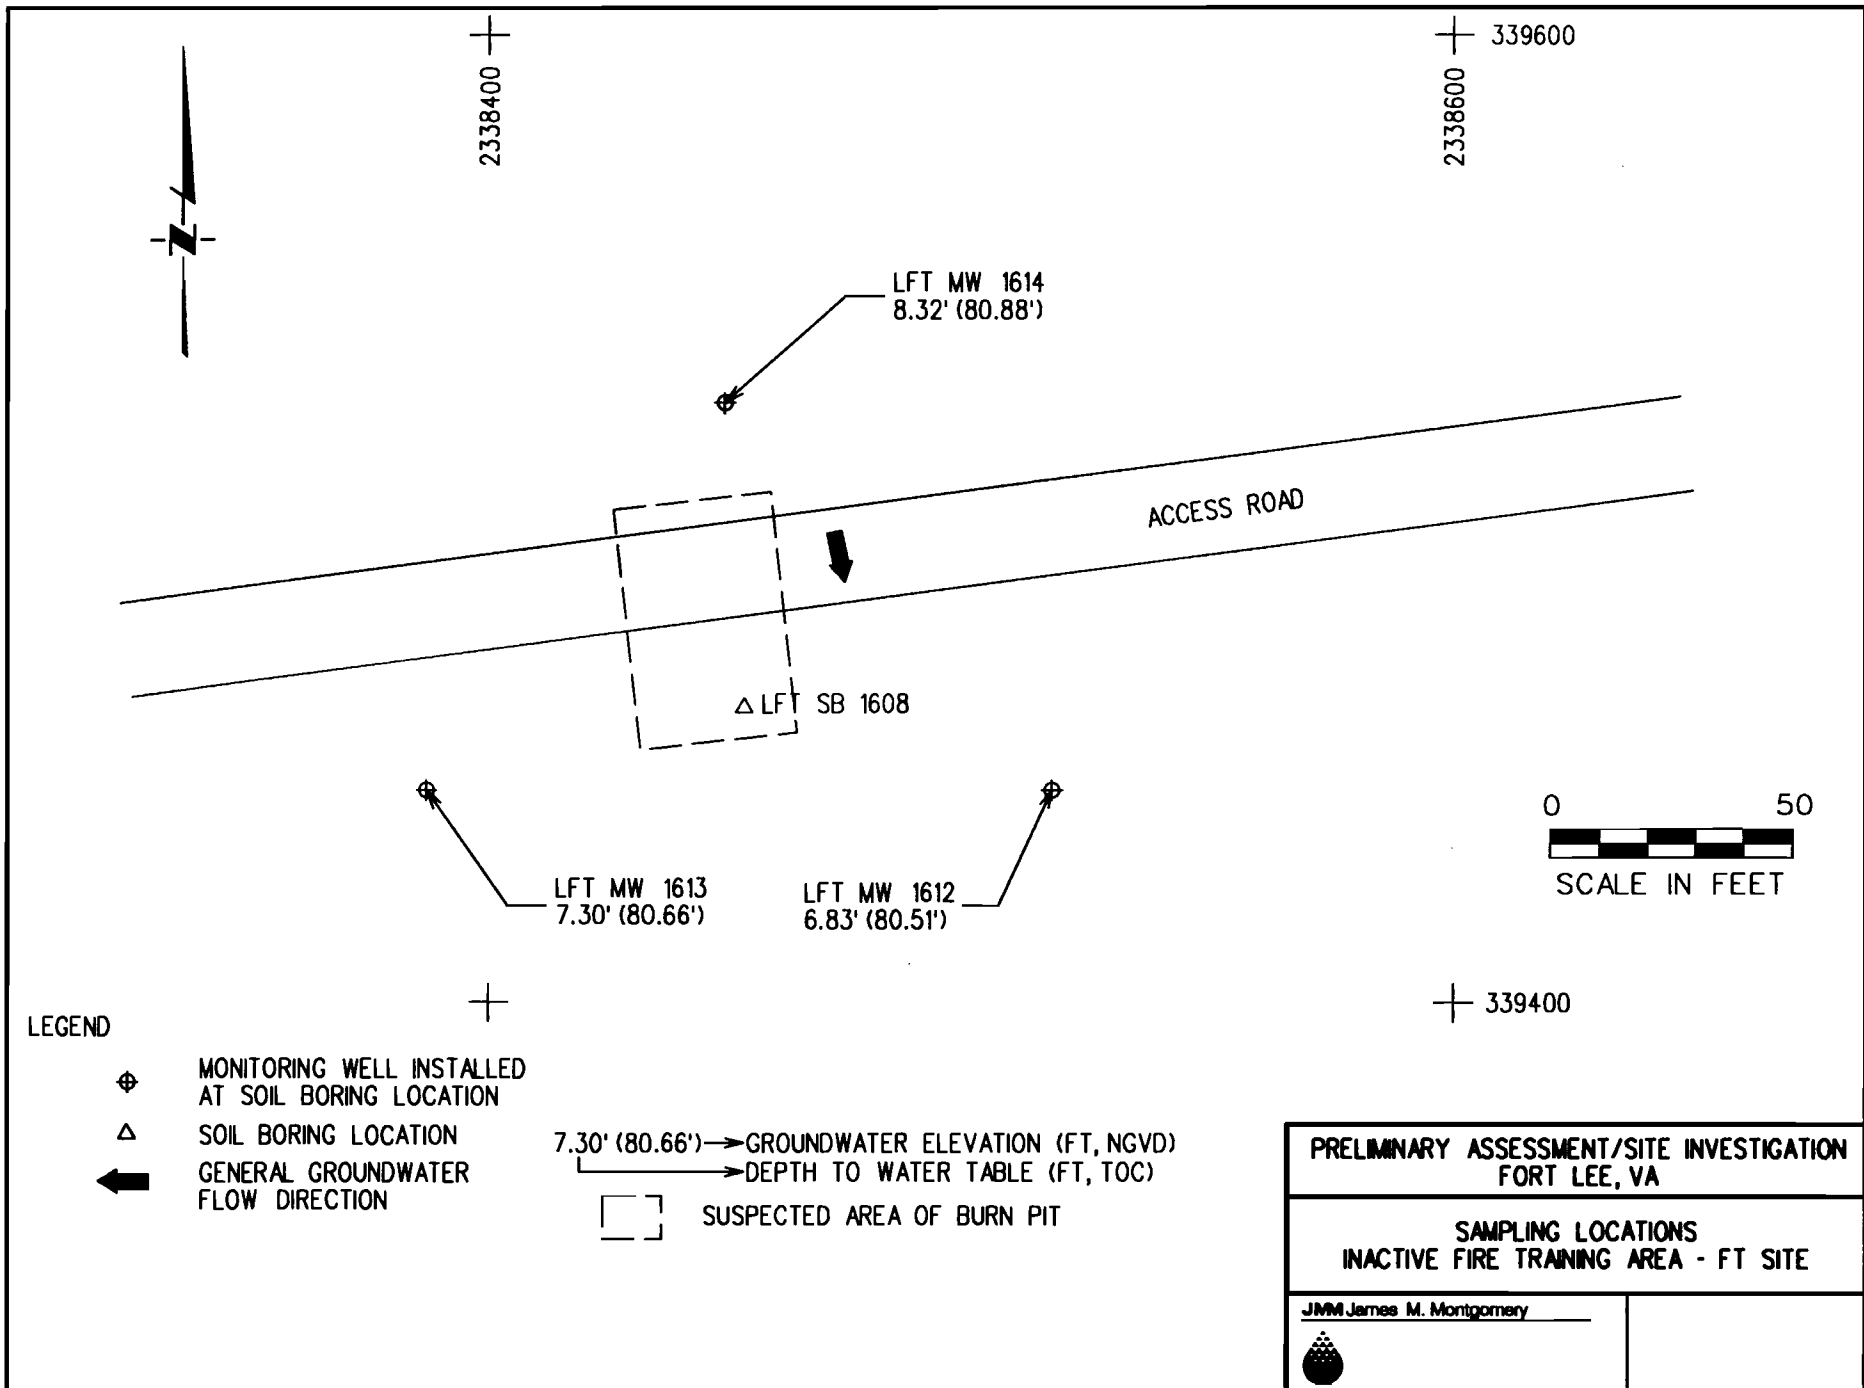 339600
2338400
2338600
N
LFT MW 1614
8.32' (80.88')
ACCESS ROAD
LFT SB 1608
0 50
SCALE IN FEET
LFT MW 1613
7.30' (80.66')
LFT MW 1612
6.83' (80.51')
339400
LEGEND
MONITORING WELL INSTALLED
AT SOIL BORING LOCATION
SOIL BORING LOCATION
GENERAL GROUNDWATER
FLOW DIRECTION
7.30' (80.66') GROUNDWATER ELEVATION (FT, NGVD)
DEPTH TO WATER TABLE (FT, TOC)
SUSPECTED AREA OF BURN PIT
PRELIMINARY ASSESSMENT/SITE INVESTIGATION
FORT LEE, VA
SAMPLING LOCATIONS
INACTIVE FIRE TRAINING AREA - FT SITE
JMM James M. Montgomery